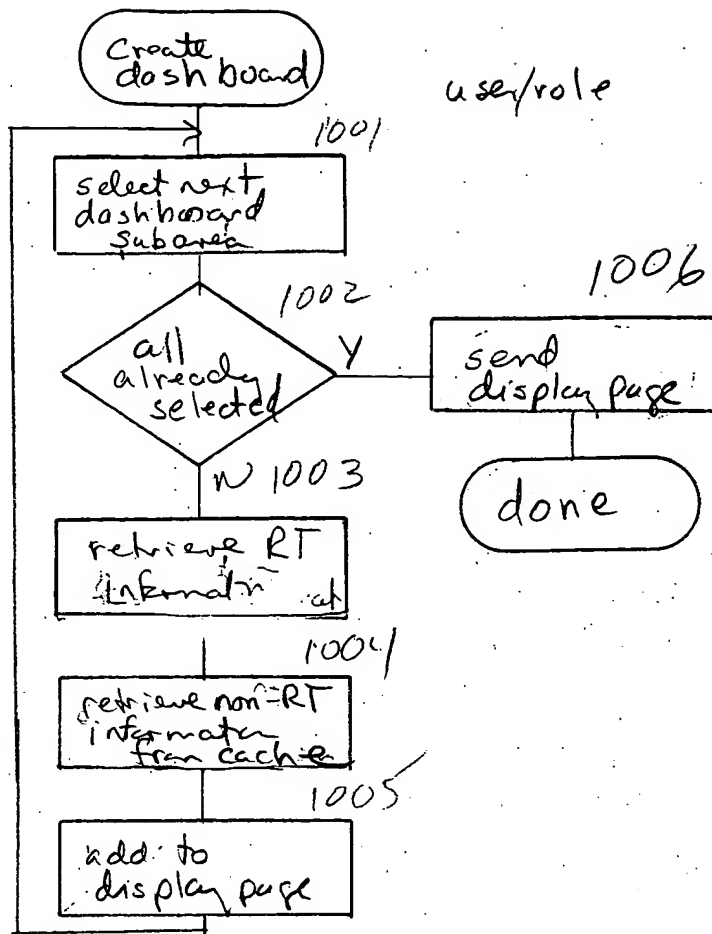 create
dashboard
user/role
1001
select next
dashboard
subarea
1002
all
already
selected
Y
1006
send
display page
done
N 1003
retrieve RT
1004
retrieve non-RT
information
from cache
1005
add to
display page